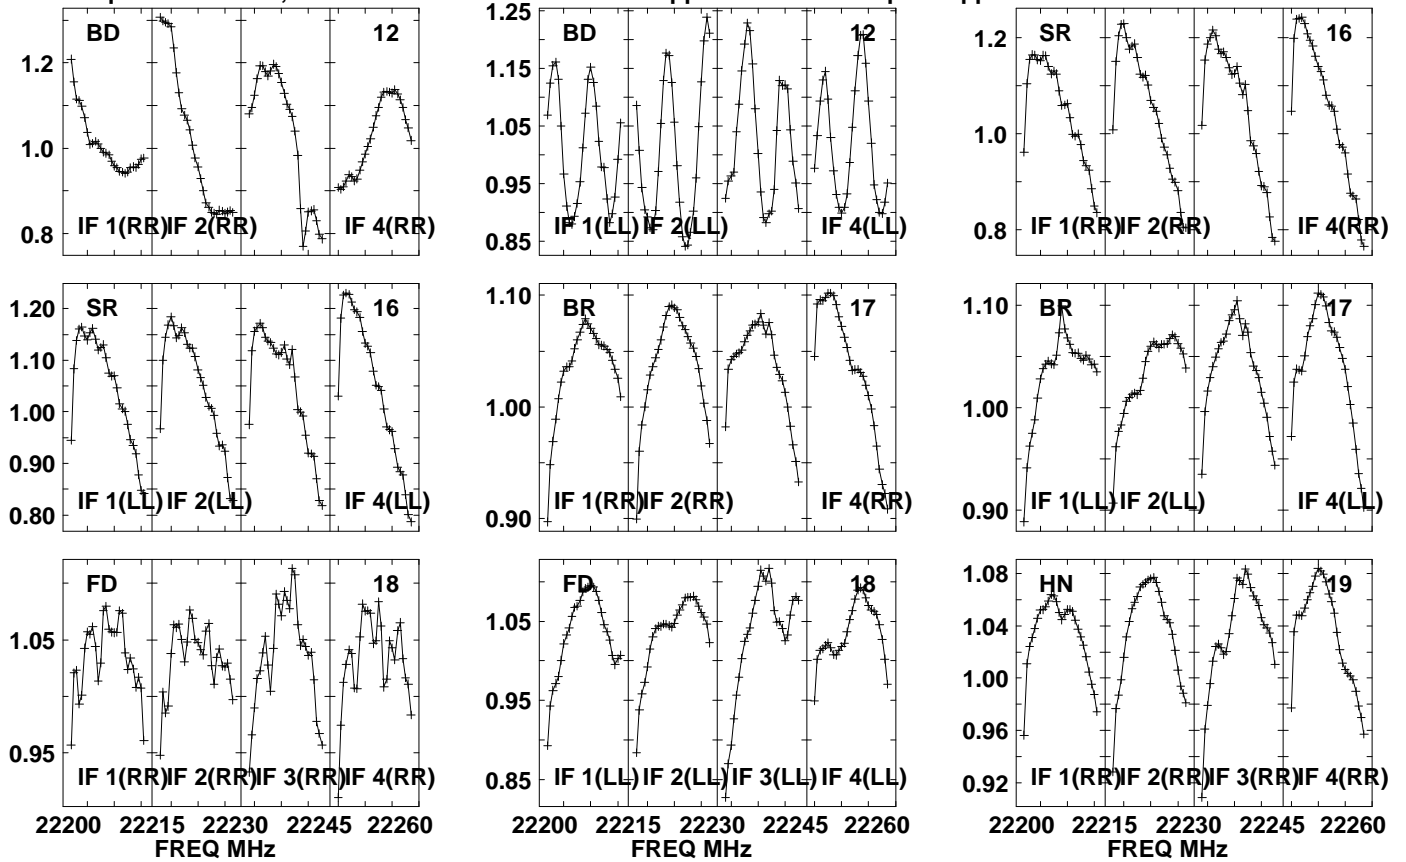 BD 12 BD 12 SR 16
1.2 1.0 0.8
1.25 1.15 1.05 0.95 0.85
1.2 1.0 0.8
IF 1(RR) IF 2(RR) IF 4(RR) IF 1(LL) IF 2(LL) IF 4(LL) IF 1(RR) IF 2(RR) IF 4(RR)
SR 16 BR 17 BR 17
1.20 1.10 1.00 0.90 0.80
1.10 1.00 0.90
1.10 1.00 0.90
IF 1(LL) IF 2(LL) IF 4(LL) IF 1(RR) IF 2(RR) IF 4(RR) IF 1(LL) IF 2(LL) IF 4(LL)
FD 18 FD 18 HN 19
1.05 0.95
1.05 0.95 0.85
1.08 1.04 1.00 0.96 0.92
IF 1(RR) IF 2(RR) IF 3(RR) IF 4(RR) IF 1(LL) IF 2(LL) IF 3(LL) IF 4(LL) IF 1(RR) IF 2(RR) IF 3(RR) IF 4(RR)
22200 22215 22230 22245 22260 22200 22215 22230 22245 22260 22200 22215 22230 22245 22260
FREQ MHz FREQ MHz FREQ MHz